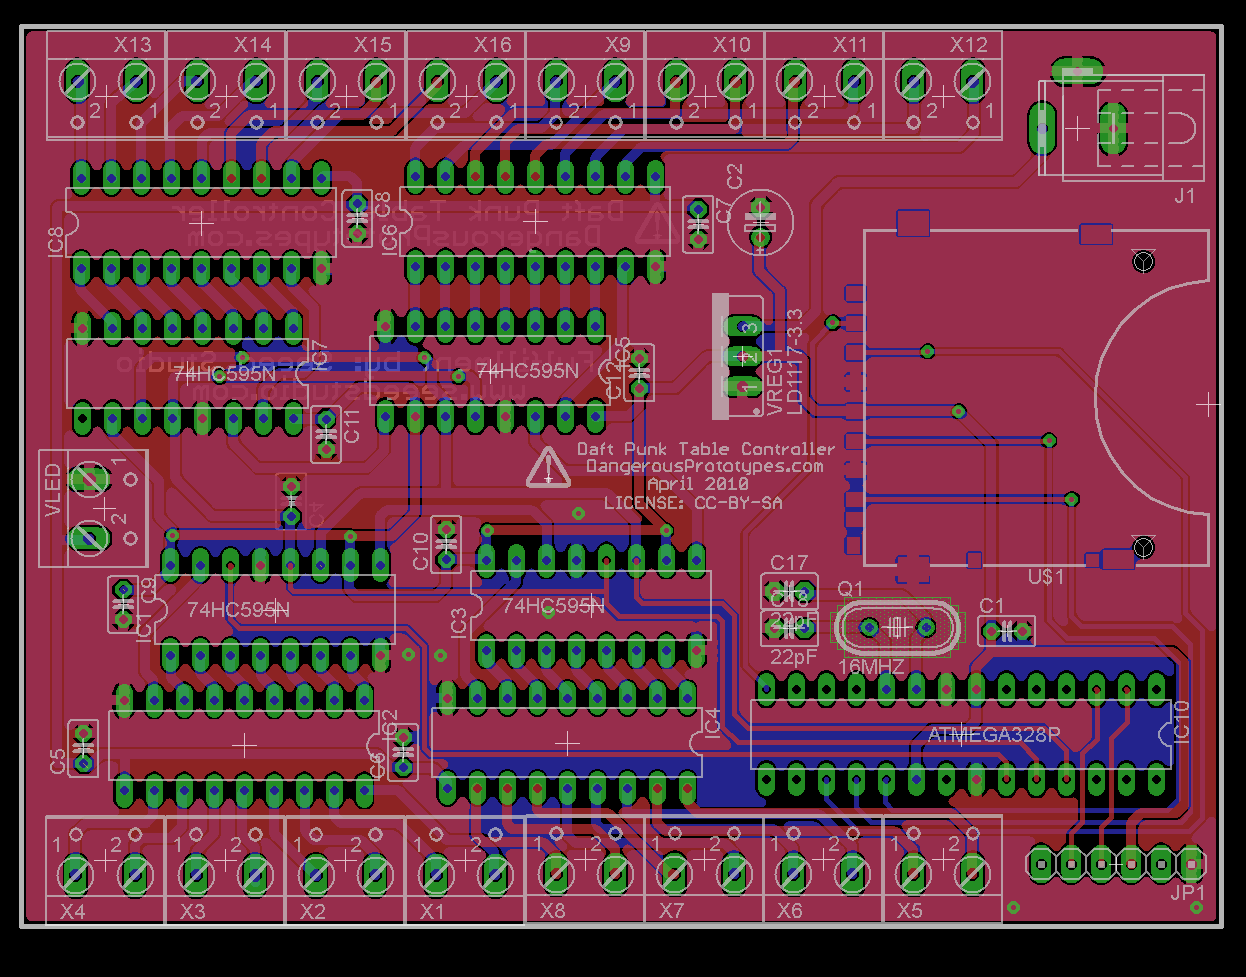 X13 X14 X15 X16 X9 X10 X11 X12
2 1 2 1 2 1 2 1 2 1 2 1 2 1 2 1
J1
C2
C8
C7
IC8
IC6
Daft Punk Table Controller
3
2
1
VREG1
LD1117-3.3
IC7
74HC595N
74HC595N
C12
C11
VLED
1
2
Daft Punk Table Controller
DangerousPrototypes.com
April 2010
LICENSE: CC-BY-SA
C10
C9
IC1
74HC595N
IC3
74HC595N
C17
22pF
22pF
Q1
16MHZ
U$1
C1
C5
IC2
C6
IC4
ATMEGA328P
IC10
1 2 1 2 1 2 1 2 1 2 1 2 1 2 1 2
JP1
X4 X3 X2 X1 X8 X7 X6 X5